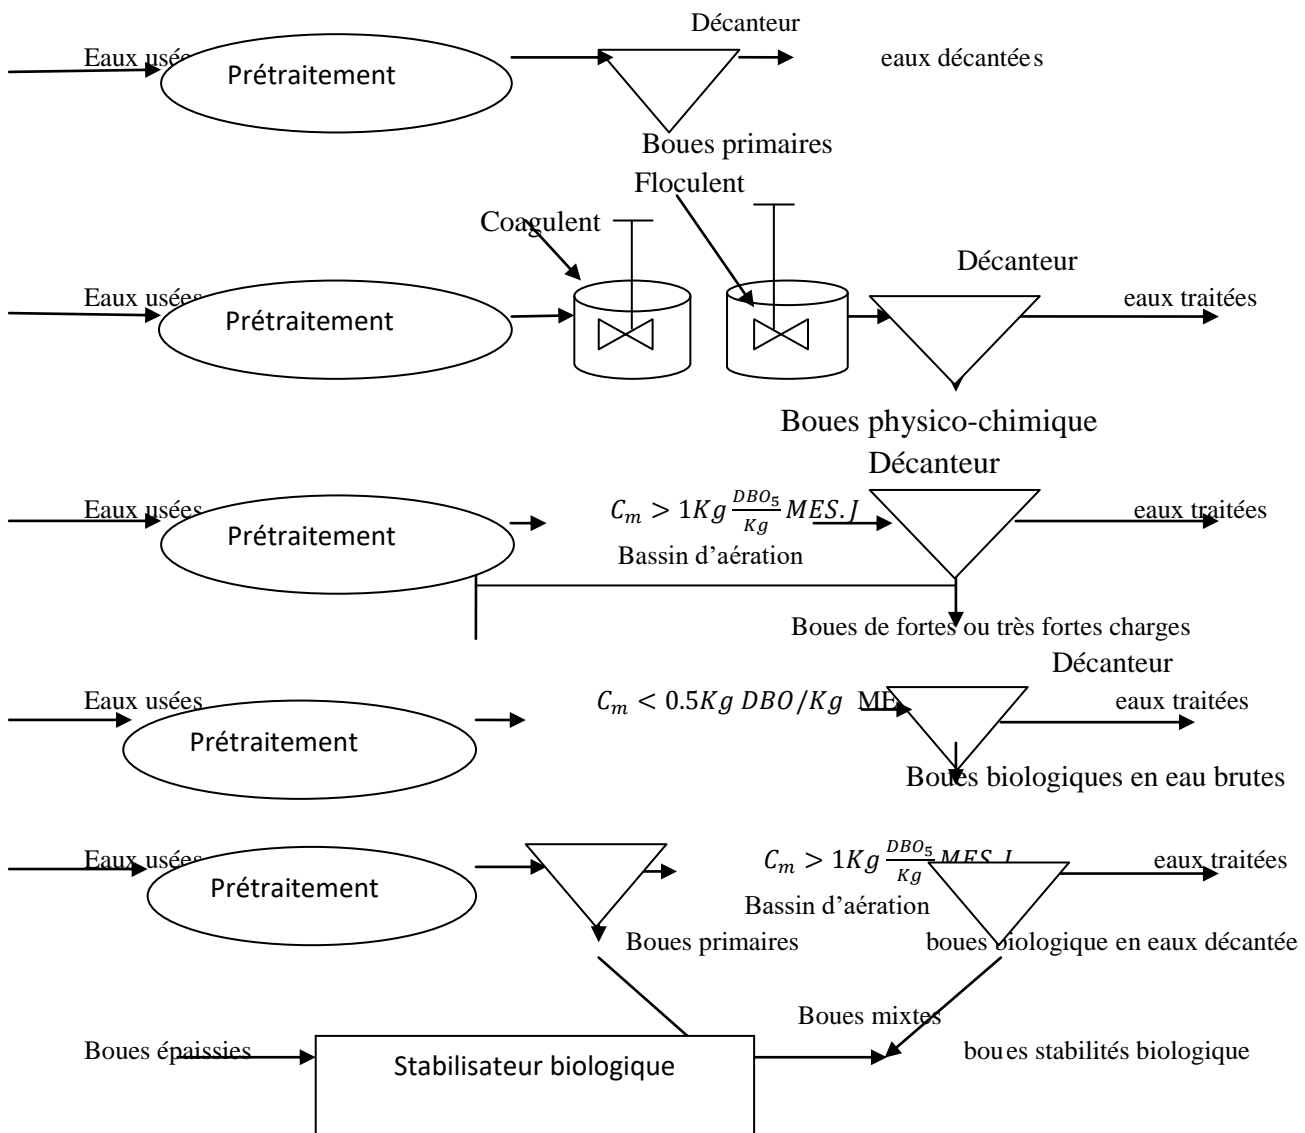 Décanteur
Eaux usées
Prétraitement
eaux décantées
Boues primaires
Floculent
Coagulent
Décanteur
Eaux usées
Prétraitement
eaux traitées
Boues physico-chimique
Décanteur
Eaux usées
Prétraitement
C_m > 1Kg DBO_5/Kg MES.J
eaux traitées
Bassin d'aération
Boues de fortes ou très fortes charges
Décanteur
Eaux usées
Prétraitement
C_m < 0.5Kg DBO/Kg ME
eaux traitées
Boues biologiques en eau brutes
Eaux usées
Prétraitement
C_m > 1Kg DBO_5/Kg MES.J
eaux traitées
Bassin d'aération
Boues primaires
boues biologique en eaux décantée
Boues mixtes
Boues épaissies
Stabilisateur biologique
boues stabilités biologique